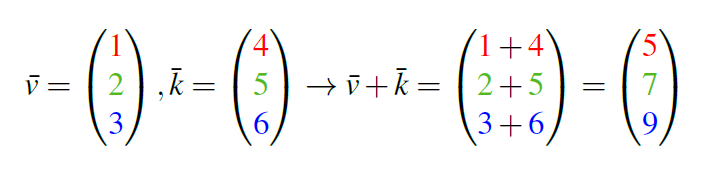 v̄ = (1 2 3), k̄ = (4 5 6) → v̄ + k̄ = (1+4 2+5 3+6) = (5 7 9)